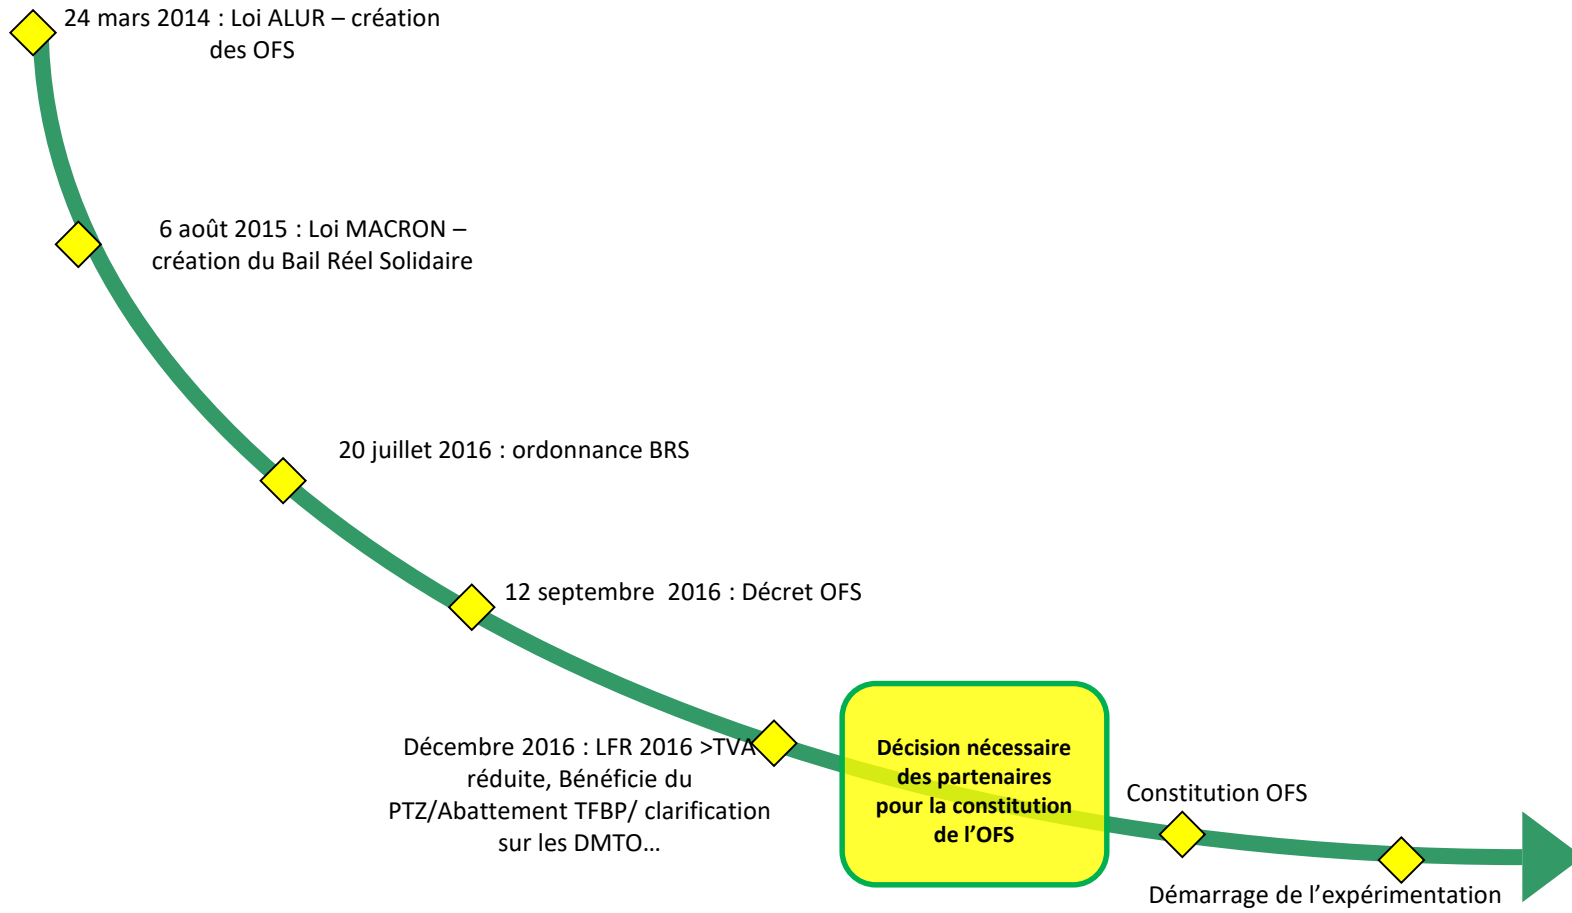 24 mars 2014 : Loi ALUR – création
des OFS
6 août 2015 : Loi MACRON –
création du Bail Réel Solidaire
20 juillet 2016 : ordonnance BRS
12 septembre  2016 : Décret OFS
Décembre 2016 : LFR 2016 >TVA
réduite, Bénéficie du
PTZ/Abattement TFBP/ clarification
sur les DMTO…
Décision nécessaire
des partenaires
pour la constitution
de l’OFS
Constitution OFS
Démarrage de l’expérimentation